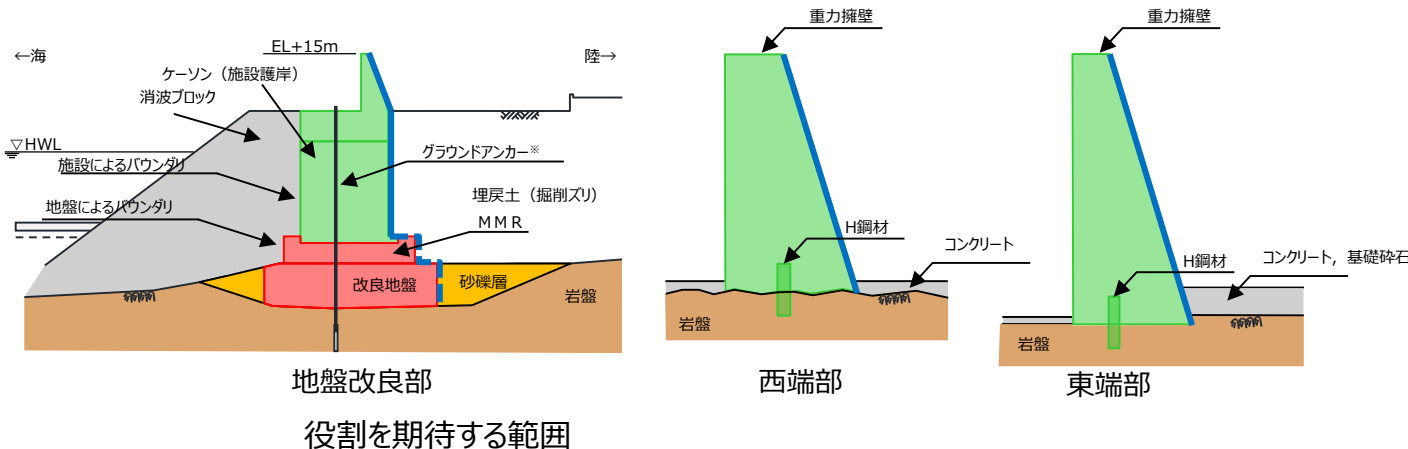 ←海
EL+15m
陸→
ケーソン（施設護岸）
消波ブロック
▽HWL
グラウンドアンカー※
施設によるバウンダリ
地盤によるバウンダリ
埋戻土（掘削ズリ）
ＭＭＲ
改良地盤
砂礫層
岩盤
地盤改良部
重力擁壁
H鋼材
コンクリート
岩盤
西端部
重力擁壁
H鋼材
コンクリート，基礎砕石
岩盤
東端部
役割を期待する範囲